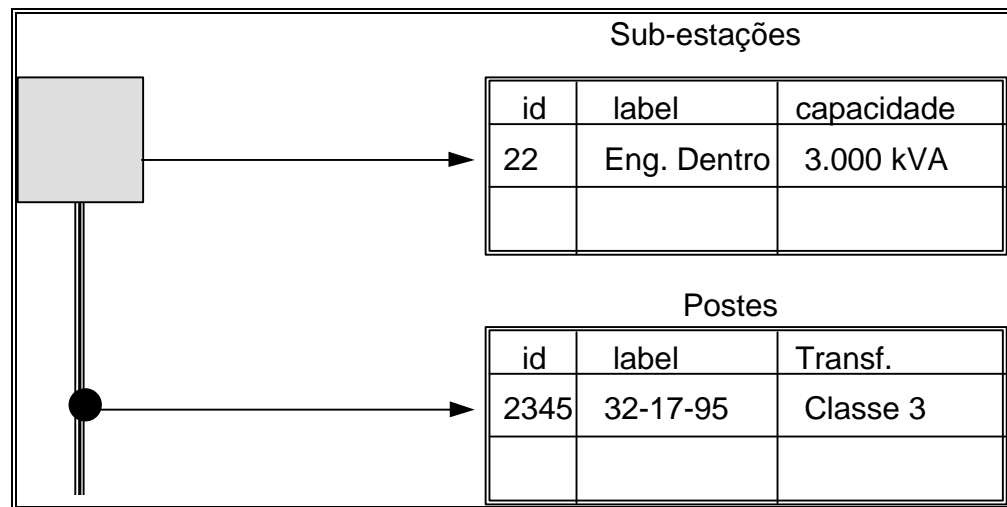 Sub-estações
id label capacidade
22 Eng. Dentro 3.000 kVA
Postes
id label Transf.
2345 32-17-95 Classe 3